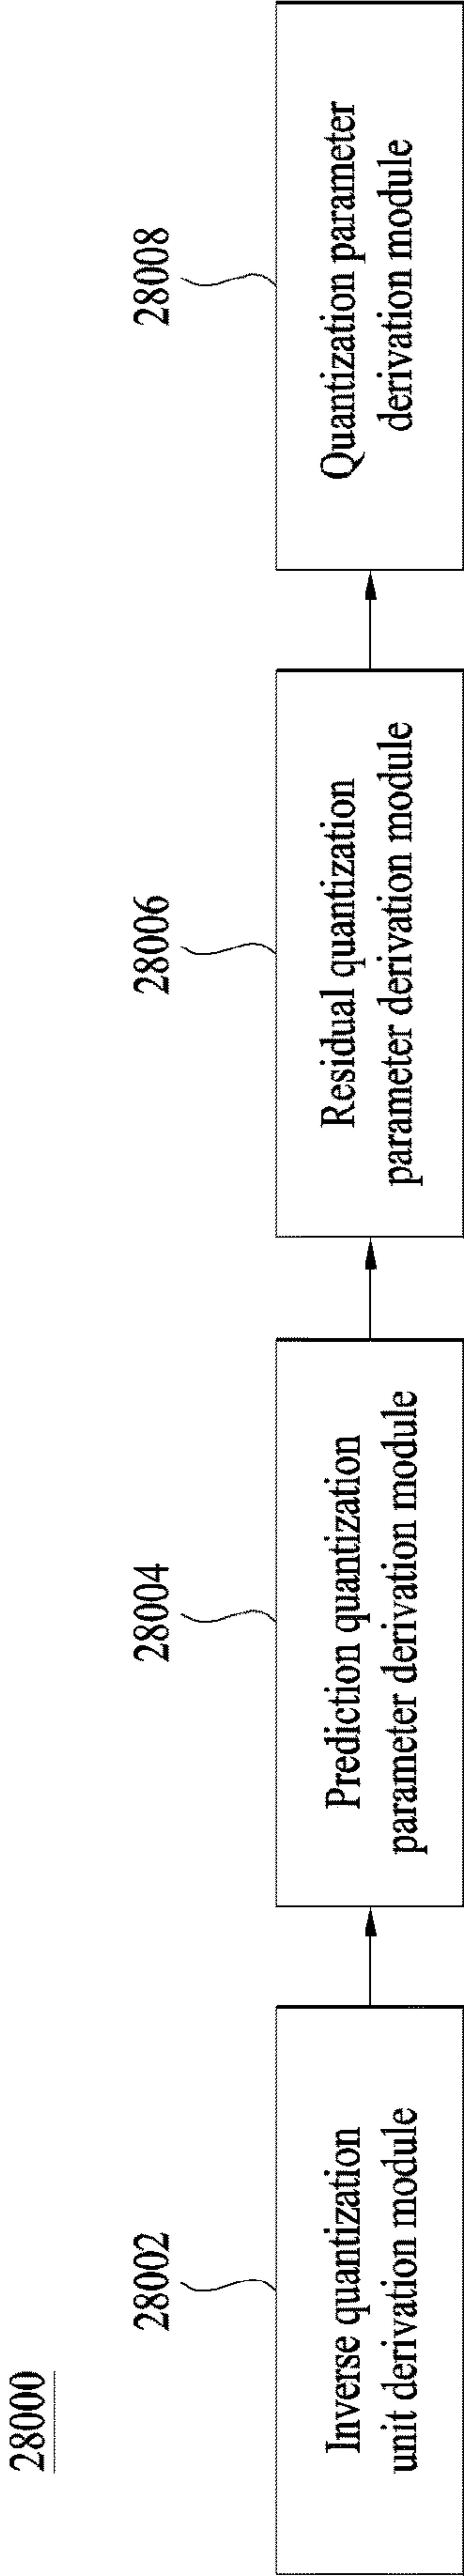 28000
28002
Inverse quantization
unit derivation module
28004
Prediction quantization
parameter derivation module
28006
Residual quantization
parameter derivation module
28008
Quantization parameter
derivation module